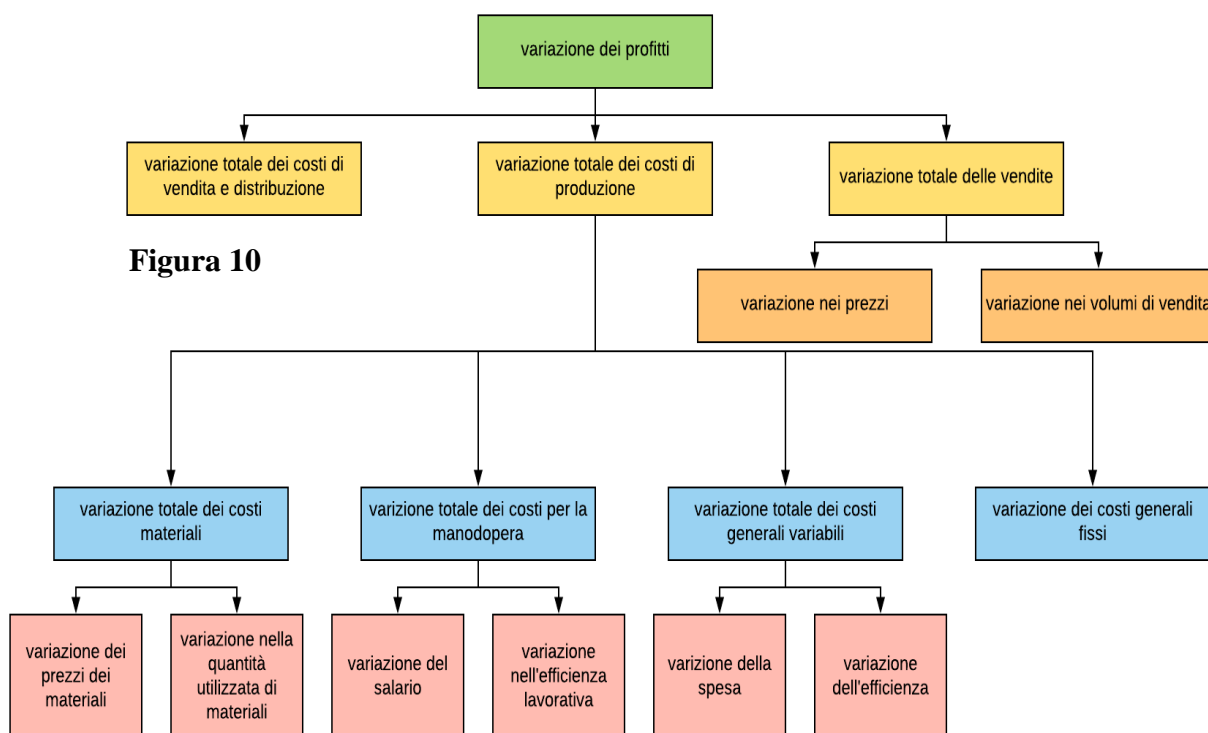 variazione dei profitti
variazione totale dei costi di
vendita e distribuzione
variazione totale dei costi di
produzione
variazione totale delle vendite
Figura 10
variazione nei prezzi
variazione nei volumi di vendita
variazione totale dei costi
materiali
varizione totale dei costi per la
manodopera
variazione totale dei costi
generali variabili
variazione dei costi generali
fissi
variazione dei
prezzi dei
materiali
variazione nella
quantità
utilizzata di
materiali
variazione del
salario
variazione
nell'efficienza
lavorativa
varizione della
spesa
variazione
dell'efficienza